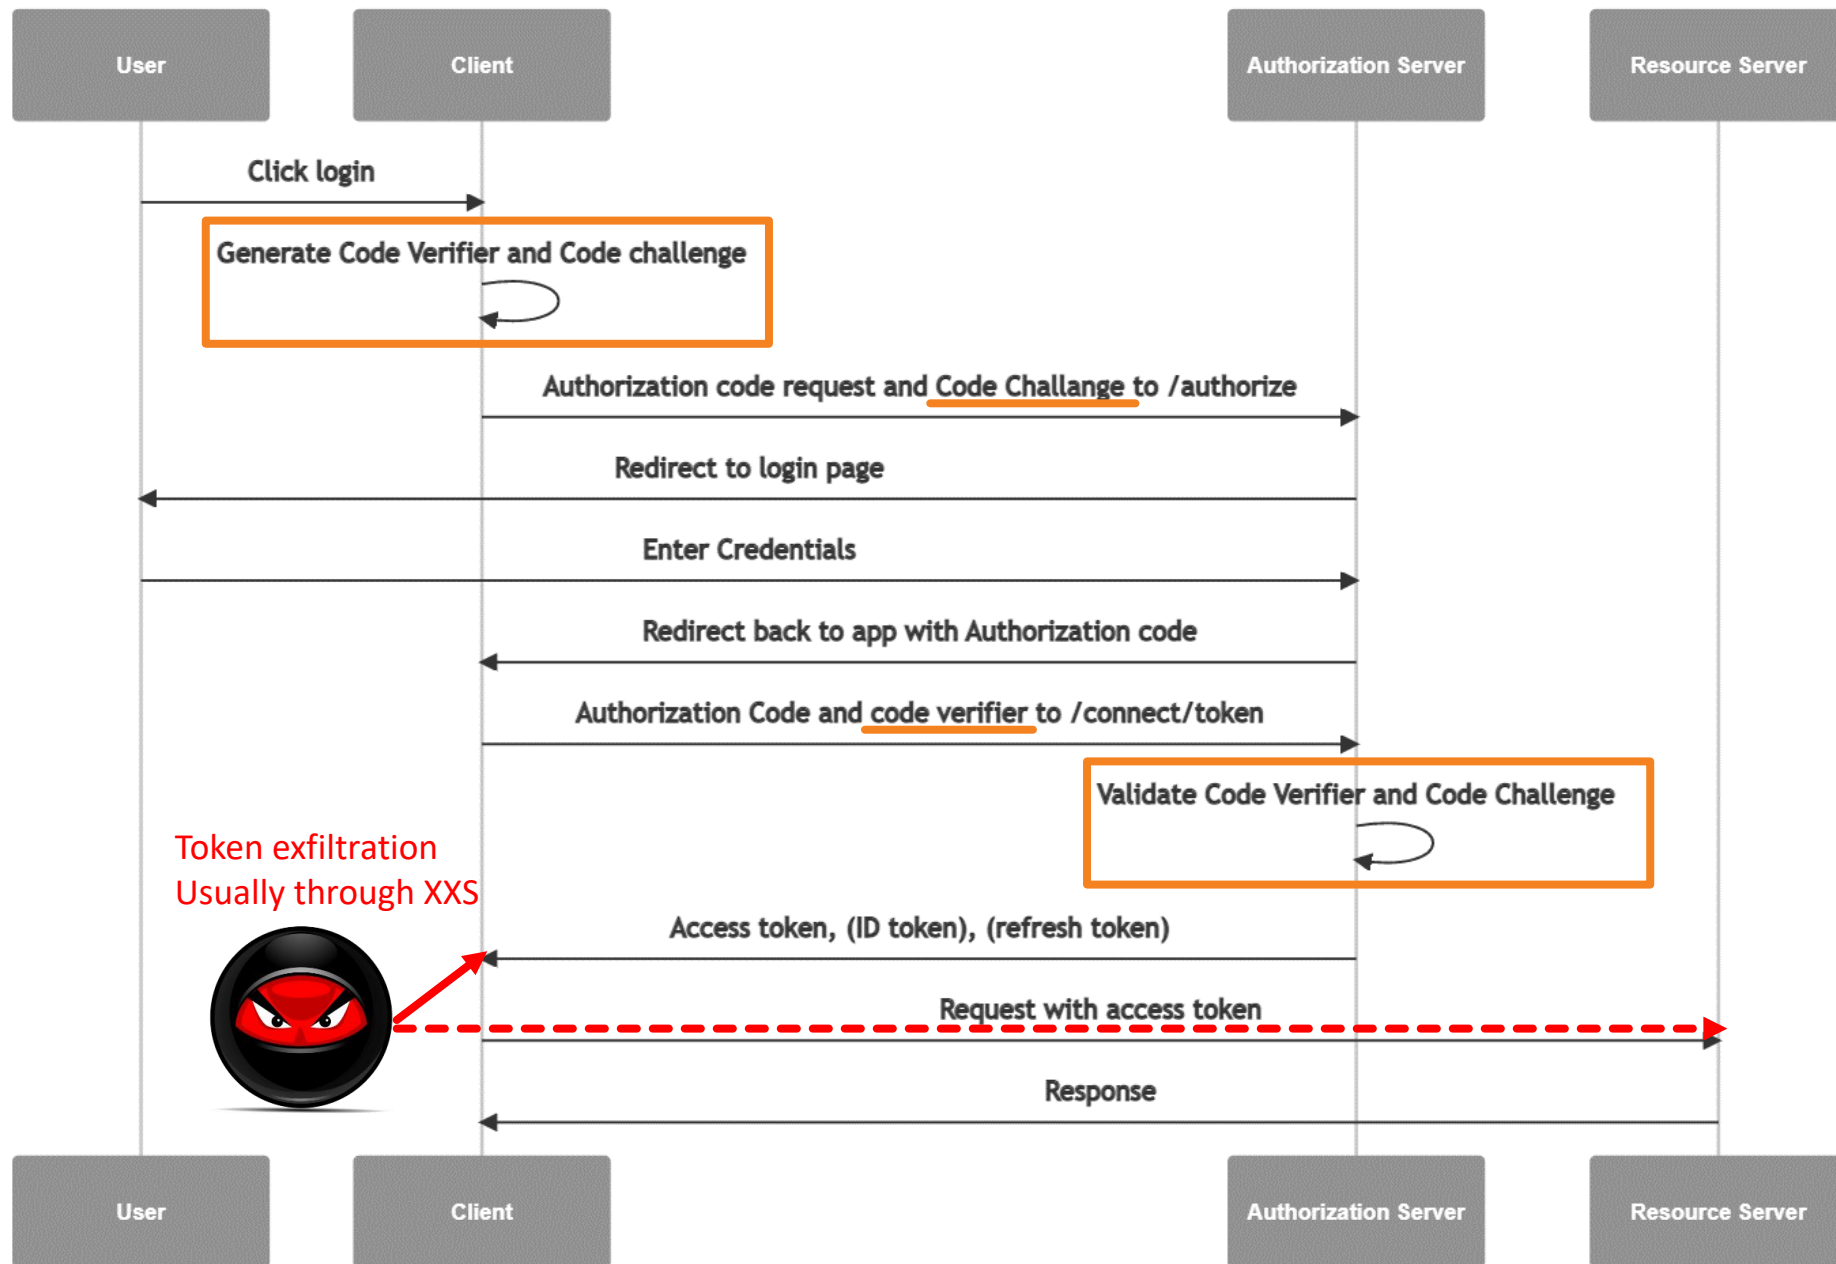 User
Client
Authorization Server
Resource Server
Click login
Generate Code Verifier and Code challenge
Authorization code request and Code Challange to /authorize
Redirect to login page
Enter Credentials
Redirect back to app with Authorization code
Authorization Code and code verifier to /connect/token
Validate Code Verifier and Code Challenge
Token exfiltration
Usually through XXS
Access token, (ID token), (refresh token)
Request with access token
Response
User
Client
Authorization Server
Resource Server